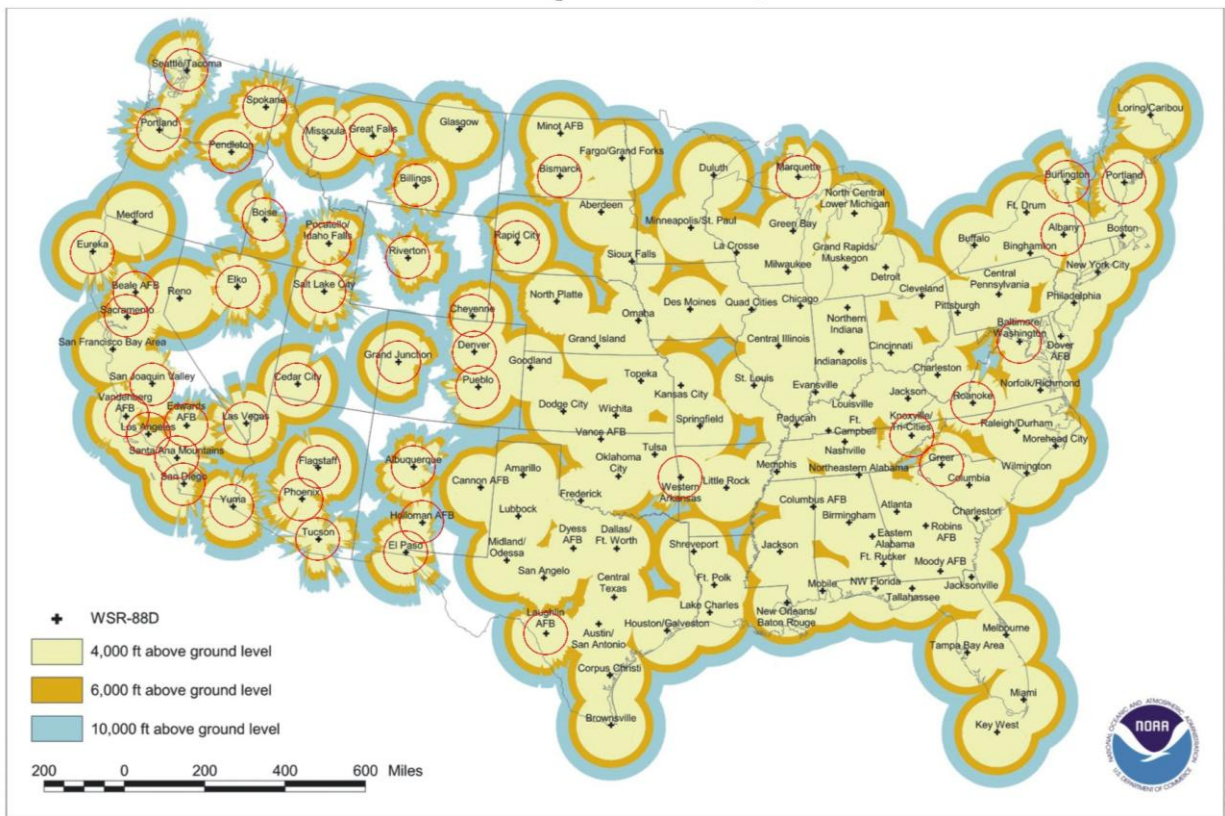 Seattle/Tacoma
Spokane
Portland
Pendleton
Missoula
Great Falls
Glasgow
Minot AFB
Fargo/Grand Forks
Bismarck
Billings
Duluth
Marquette
Loring/Caribou
Burlington
Portland
Boise
Pocatello/
Idaho Falls
Riverton
Rapid City
Aberdeen
Minneapolis/St. Paul
Green Bay
North Central
Lower Michigan
Ft. Drum
Albany
Medford
Eureka
Beale AFB
Reno
Elko
Salt Lake City
Sioux Falls
La Crosse
Milwaukee
Grand Rapids/
Muskegon
Detroit
Buffalo
Binghamton
Boston
New York City
Sacramento
San Francisco Bay Area
Cheyenne
North Platte
Omaha
Des Moines
Quad Cities
Chicago
Northern
Indiana
Cleveland
Pittsburgh
Central
Pennsylvania
Philadelphia
Grand Junction
Denver
Pueblo
Goodland
Grand Island
Central Illinois
Indianapolis
Cincinnati
Baltimore/
Washington
Dover
AFB
San Joaquin Valley
Cedar City
Topeka
Kansas City
St. Louis
Evansville
Louisville
Charleston
Jackson
Norfolk/Richmond
Roanoke
Vandenberg
AFB
Edwards
AFB
Los Angeles
Las Vegas
Dodge City
Wichita
Springfield
Paducah
Ft.
Campbell
Knoxville/
Tri-Cities
Raleigh/Durham
Morehead City
Santa Ana Mountains
San Diego
Yuma
Flagstaff
Phoenix
Tucson
Albuquerque
Vance AFB
Tulsa
Oklahoma
City
Western
Arkansas
Little Rock
Memphis
Nashville
Northeastern Alabama
Greer
Columbia
Wilmington
Cannon AFB
Amarillo
Frederick
Holloman AFB
El Paso
Lubbock
Midland/
Odessa
Dyess
AFB
Dallas/
Ft. Worth
Shreveport
Columbus AFB
Birmingham
Atlanta
Eastern
Alabama
Robins
AFB
Charleston
San Angelo
Central
Texas
Ft. Polk
Jackson
Ft. Rucker
Moody AFB
Jacksonville
Mobile
NW Florida
Tallahassee
Laughlin
AFB
Austin/
San Antonio
Houston/Galveston
Lake Charles
New Orleans/
Baton Rouge
Melbourne
Tampa Bay Area
Corpus Christi
Brownsville
Miami
Key West
WSR-88D
4,000 ft above ground level
6,000 ft above ground level
10,000 ft above ground level
200 0 200 400 600 Miles
NATIONAL OCEANIC AND ATMOSPHERIC ADMINISTRATION
NOAA
U.S. DEPARTMENT OF COMMERCE